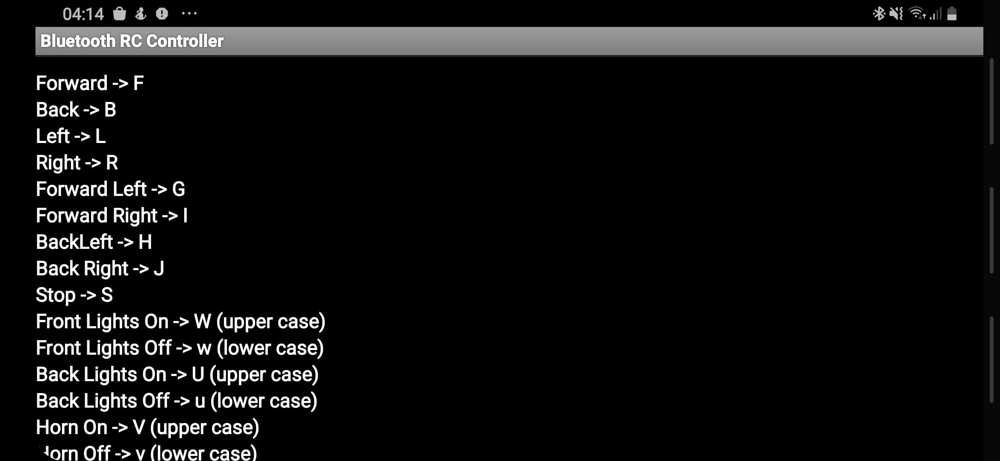 04:14
Bluetooth RC Controller
Forward -> F
Back -> B
Left -> L
Right -> R
Forward Left -> G
Forward Right -> I
BackLeft -> H
Back Right -> J
Stop -> S
Front Lights On -> W (upper case)
Front Lights Off -> w (lower case)
Back Lights On -> U (upper case)
Back Lights Off -> u (lower case)
Horn On -> V (upper case)
Horn Off -> v (lower case)